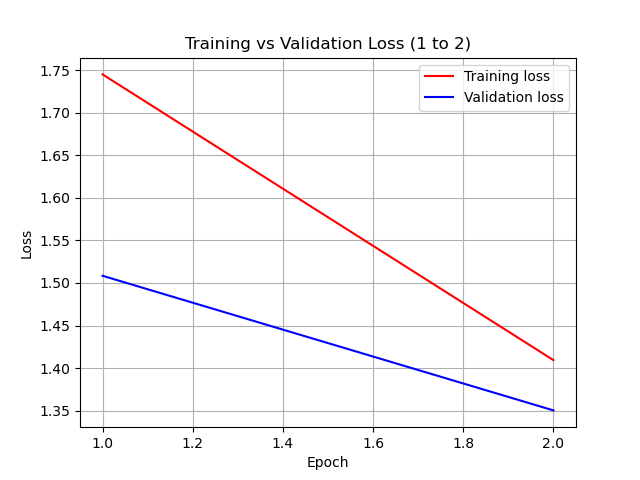 Training vs Validation Loss (1 to 2)
Training loss
Validation loss
Loss
1.75
1.70
1.65
1.60
1.55
1.50
1.45
1.40
1.35
1.0 1.2 1.4 1.6 1.8 2.0
Epoch